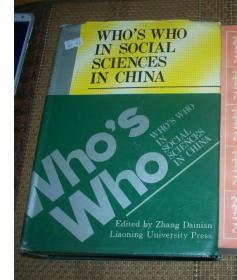 WHO'S WHO
IN SOCIAL
SCIENCES
IN CHINA
Who's
Who
WHO'S WHO
IN
SOCIAL
SCIENCES
IN CHINA
Edited by Zhang Dainian
Liaoning University Press